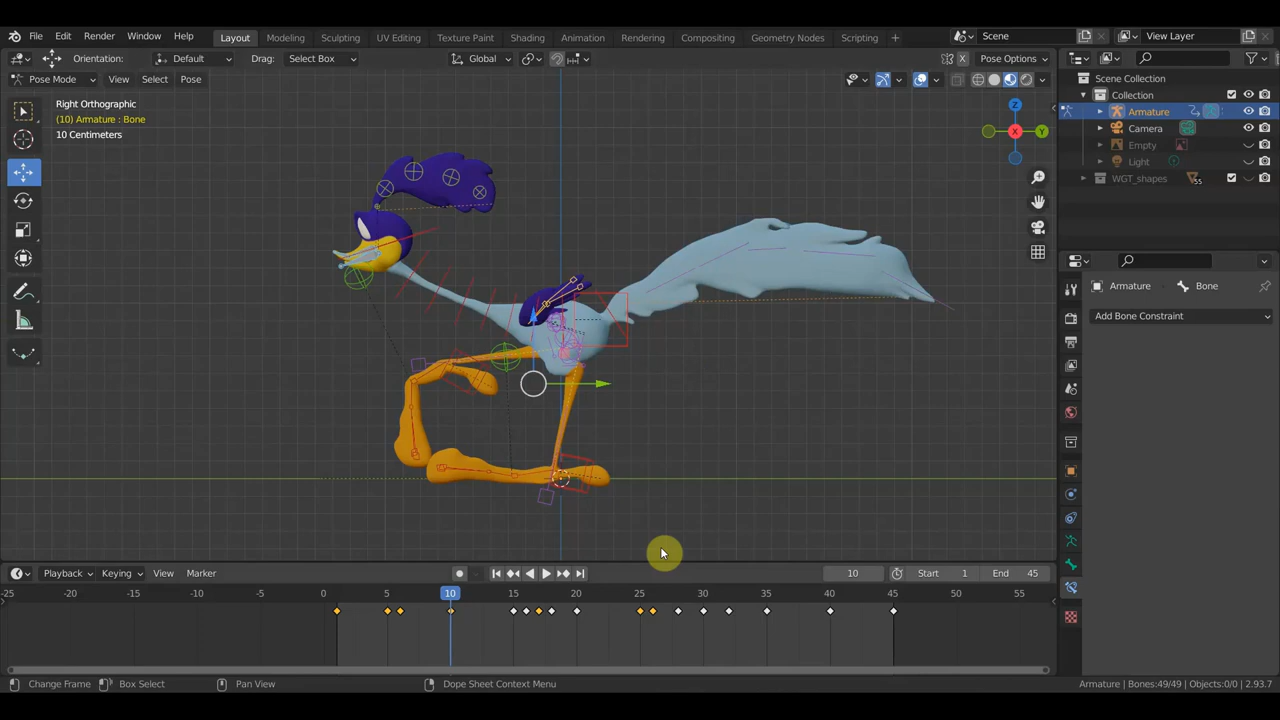 File Edit Render Window Help Layout Modeling Sculpting UV Editing Texture Paint Shading Animation Rendering Compositing Geometry Nodes Scripting + Scene View Layer
Orientation: Default Drag: Select Box Global Pose Options
Pose Mode View Select Pose
Scene Collection
Collection
Armature
Camera
Empty
Light
WGT_shapes 55
Right Orthographic
(10) Armature : Bone
10 Centimeters
X Y Z
Armature Bone
Add Bone Constraint
Playback Keying View Marker 10 Start 1 End 45
-25 -20 -15 -10 -5 0 5 10 15 20 25 30 35 40 45 50 55
Change Frame Box Select Pan View Dope Sheet Context Menu Armature | Bones:49/49 | Objects:0/0 | 2.93.7